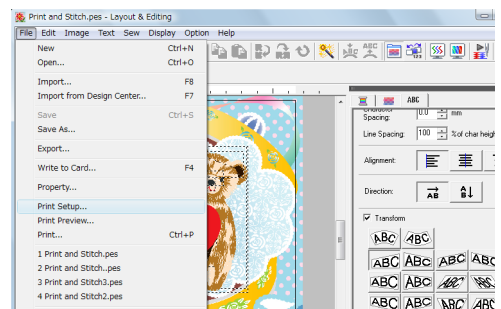 Print and Stitch.pes - Layout & Editing
File Edit Image Text Sew Display Option Help
New Ctrl+N
Open... Ctrl+O
Import... F8
Import from Design Center... F7
Save Ctrl+S
Save As...
Export...
Write to Card... F4
Property...
Print Setup...
Print Preview...
Print... Ctrl+P
1 Print and Stitch.pes
2 Print and Stitch..pes
3 Print and Stitch3.pes
4 Print and Stitch2.pes
ABC
Spacing: 0.0 mm
Line Spacing: 100 % of char heigh
Alignment:
Direction: AB AB
Transform
ABC ABC
ABC ABC ABC ABC
ABC ABC ABC ABC
ABC ABC ABC ABC